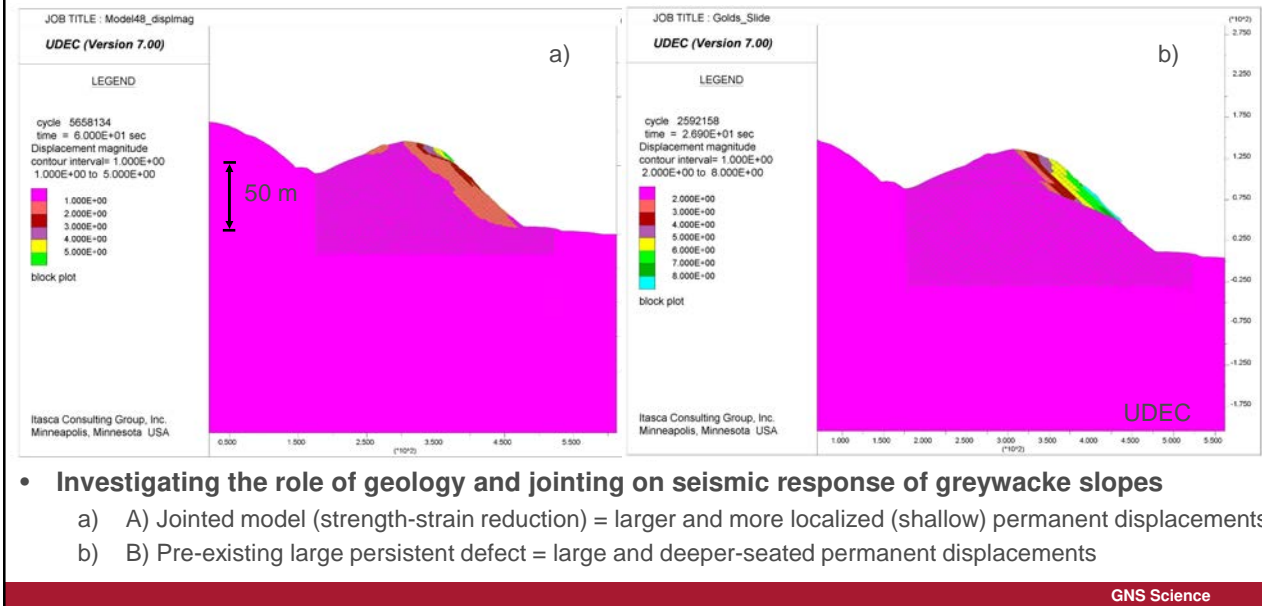 JOB TITLE : Model48_displmag
UDEC (Version 7.00)
LEGEND
cycle 5658134
time = 6.000E+01 sec
Displacement magnitude
contour interval= 1.000E+00
1.000E+00 to 5.000E+00
1.000E+00
2.000E+00
3.000E+00
4.000E+00
5.000E+00
block plot
Itasca Consulting Group, Inc.
Minneapolis, Minnesota USA
a)
50 m
0.500 1.500 2.500 3.500 4.500 5.500
(*10^2)
JOB TITLE : Golds_Slide
UDEC (Version 7.00)
LEGEND
cycle 2592158
time = 2.690E+01 sec
Displacement magnitude
contour interval= 1.000E+00
2.000E+00 to 8.000E+00
2.000E+00
3.000E+00
4.000E+00
5.000E+00
6.000E+00
7.000E+00
8.000E+00
block plot
Itasca Consulting Group, Inc.
Minneapolis, Minnesota USA
b)
UDEC
(*10^2)
2.750
2.250
1.750
1.250
0.750
0.250
-0.250
-0.750
-1.250
-1.750
1.000 1.500 2.000 2.500 3.000 3.500 4.000 4.500 5.000 5.500
(*10^2)
• Investigating the role of geology and jointing on seismic response of greywacke slopes
a) A) Jointed model (strength-strain reduction) = larger and more localized (shallow) permanent displacements
b) B) Pre-existing large persistent defect = large and deeper-seated permanent displacements
GNS Science